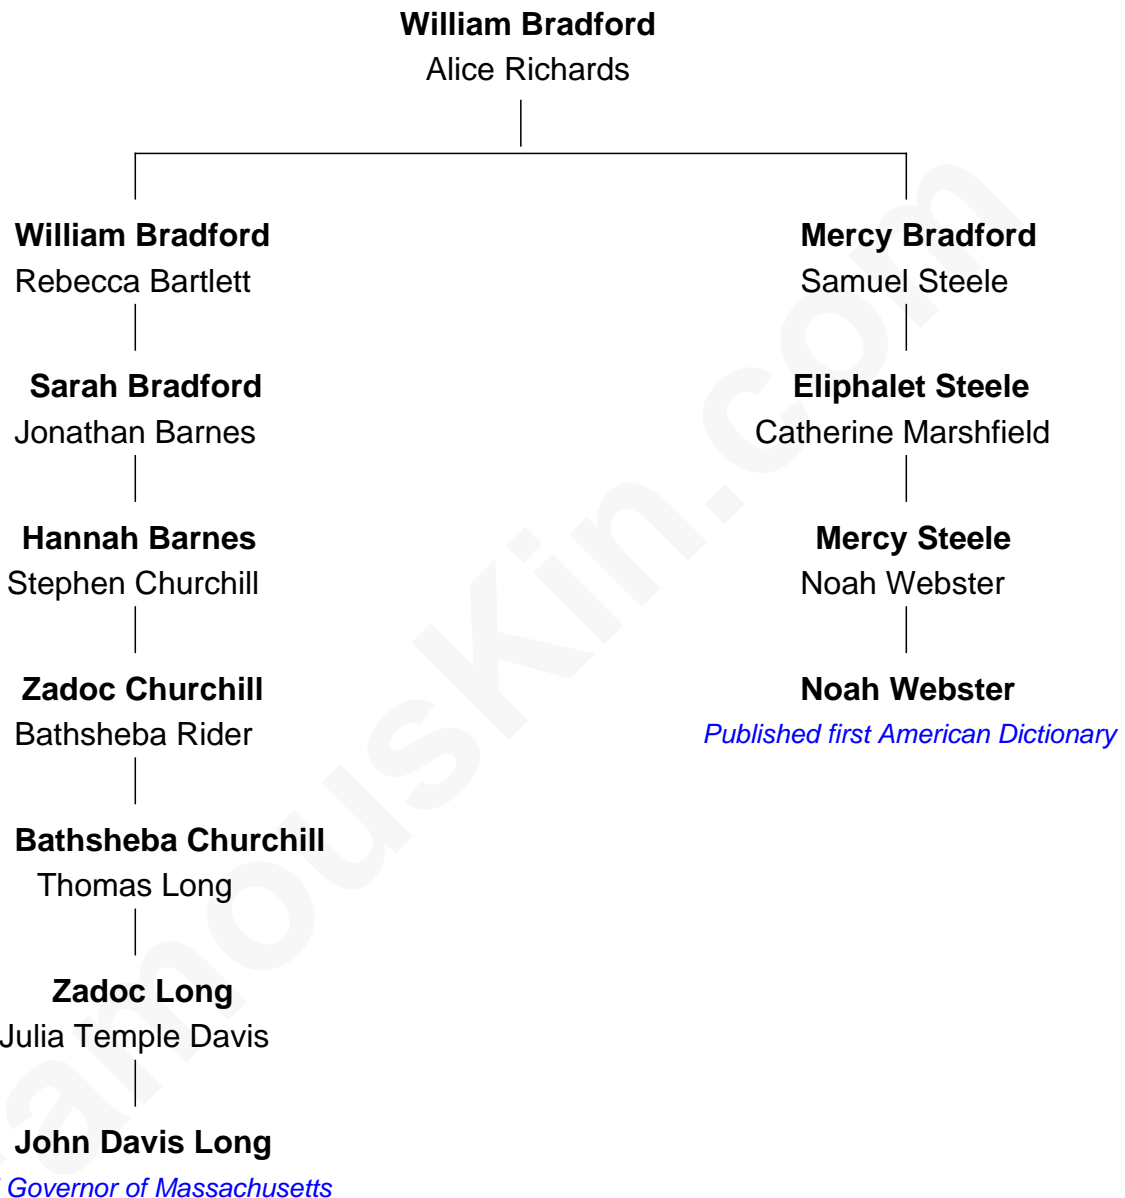 William Bradford
Alice Richards
William Bradford
Rebecca Bartlett
Mercy Bradford
Samuel Steele
Sarah Bradford
Jonathan Barnes
Eliphalet Steele
Catherine Marshfield
Hannah Barnes
Stephen Churchill
Mercy Steele
Noah Webster
Zadoc Churchill
Bathsheba Rider
Noah Webster
Published first American Dictionary
Bathsheba Churchill
Thomas Long
Zadoc Long
Julia Temple Davis
John Davis Long
Governor of Massachusetts
amouskin.com